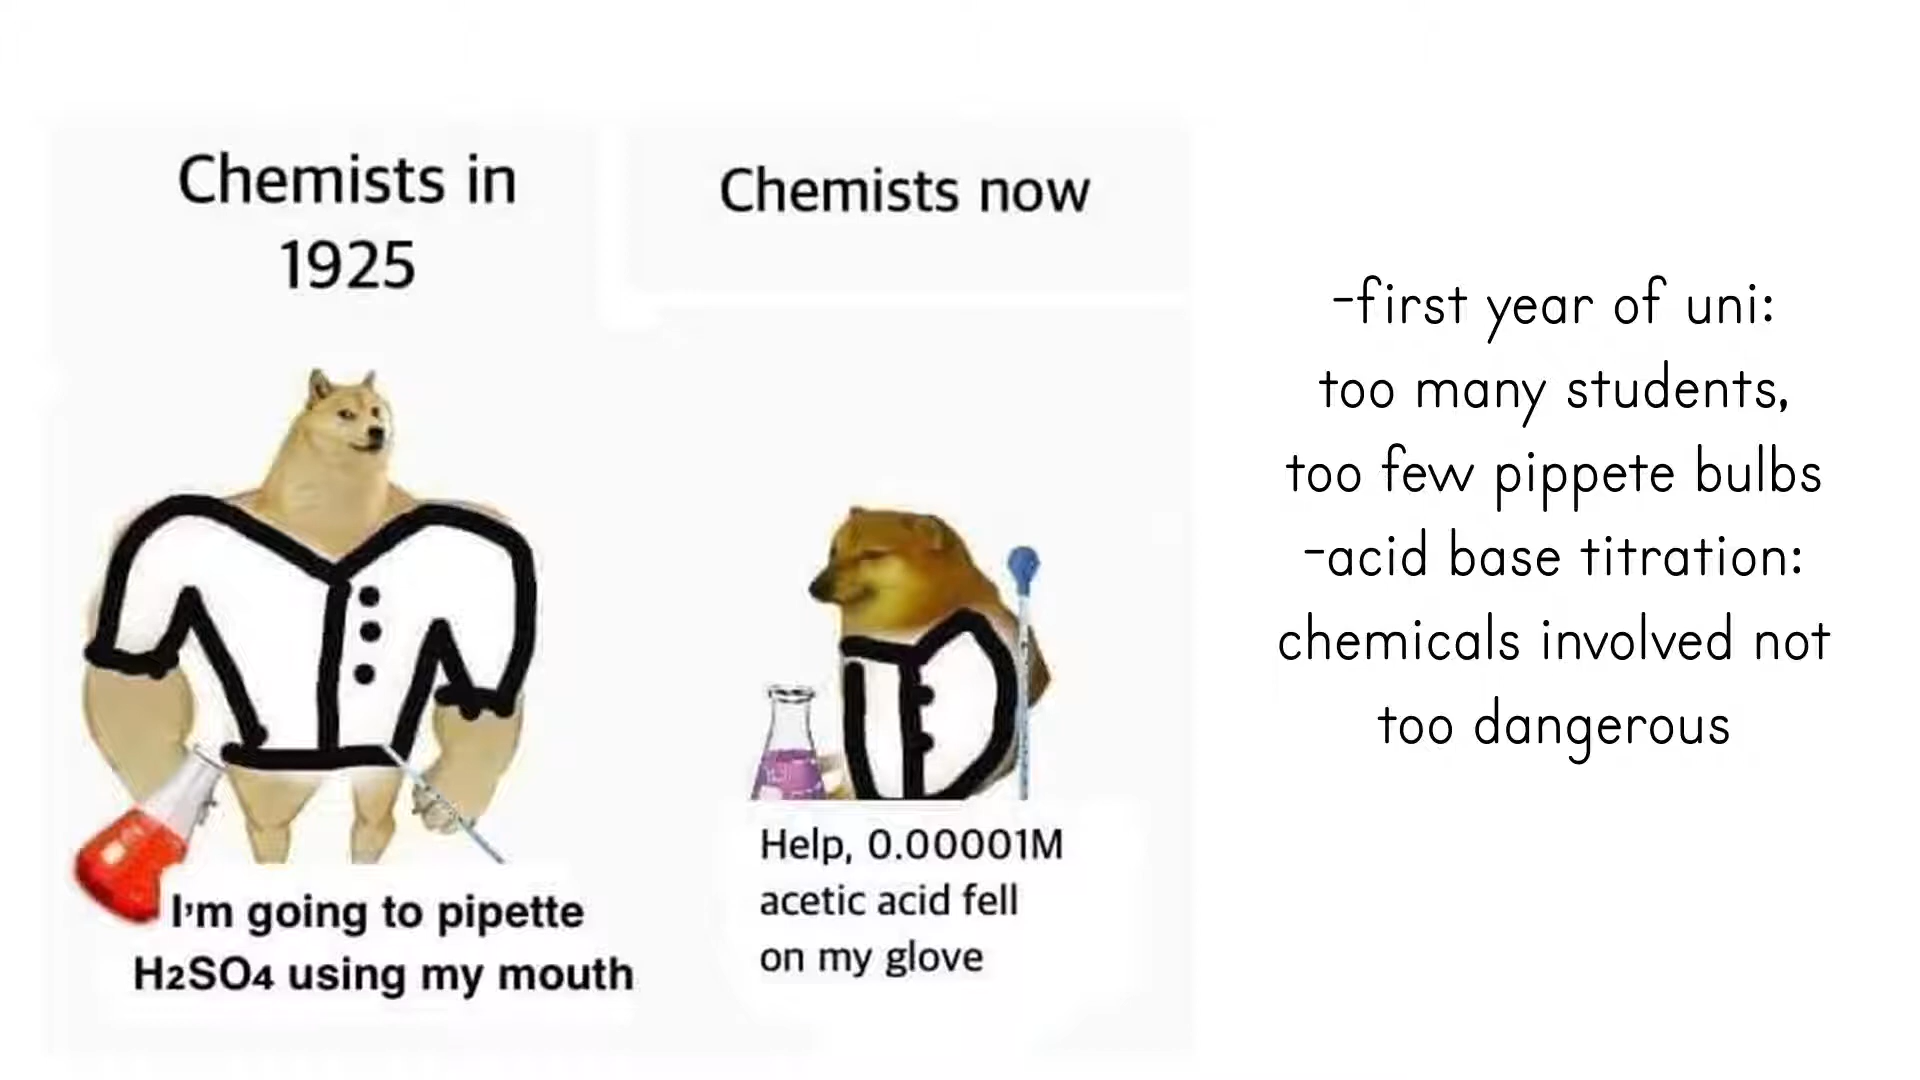 Chemists in
1925
I'm going to pipette
H2SO4 using my mouth
Chemists now
Help, 0.00001M
acetic acid fell
on my glove
-first year of uni:
too many students,
too few pippete bulbs
-acid base titration:
chemicals involved not
too dangerous